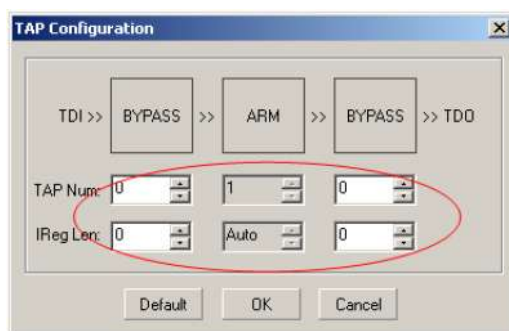 TAP Configuration
TDI >> BYPASS >> ARM >> BYPASS >> TDO
TAP Num: 0 1 0
IReg Len: 0 Auto 0
Default OK Cancel